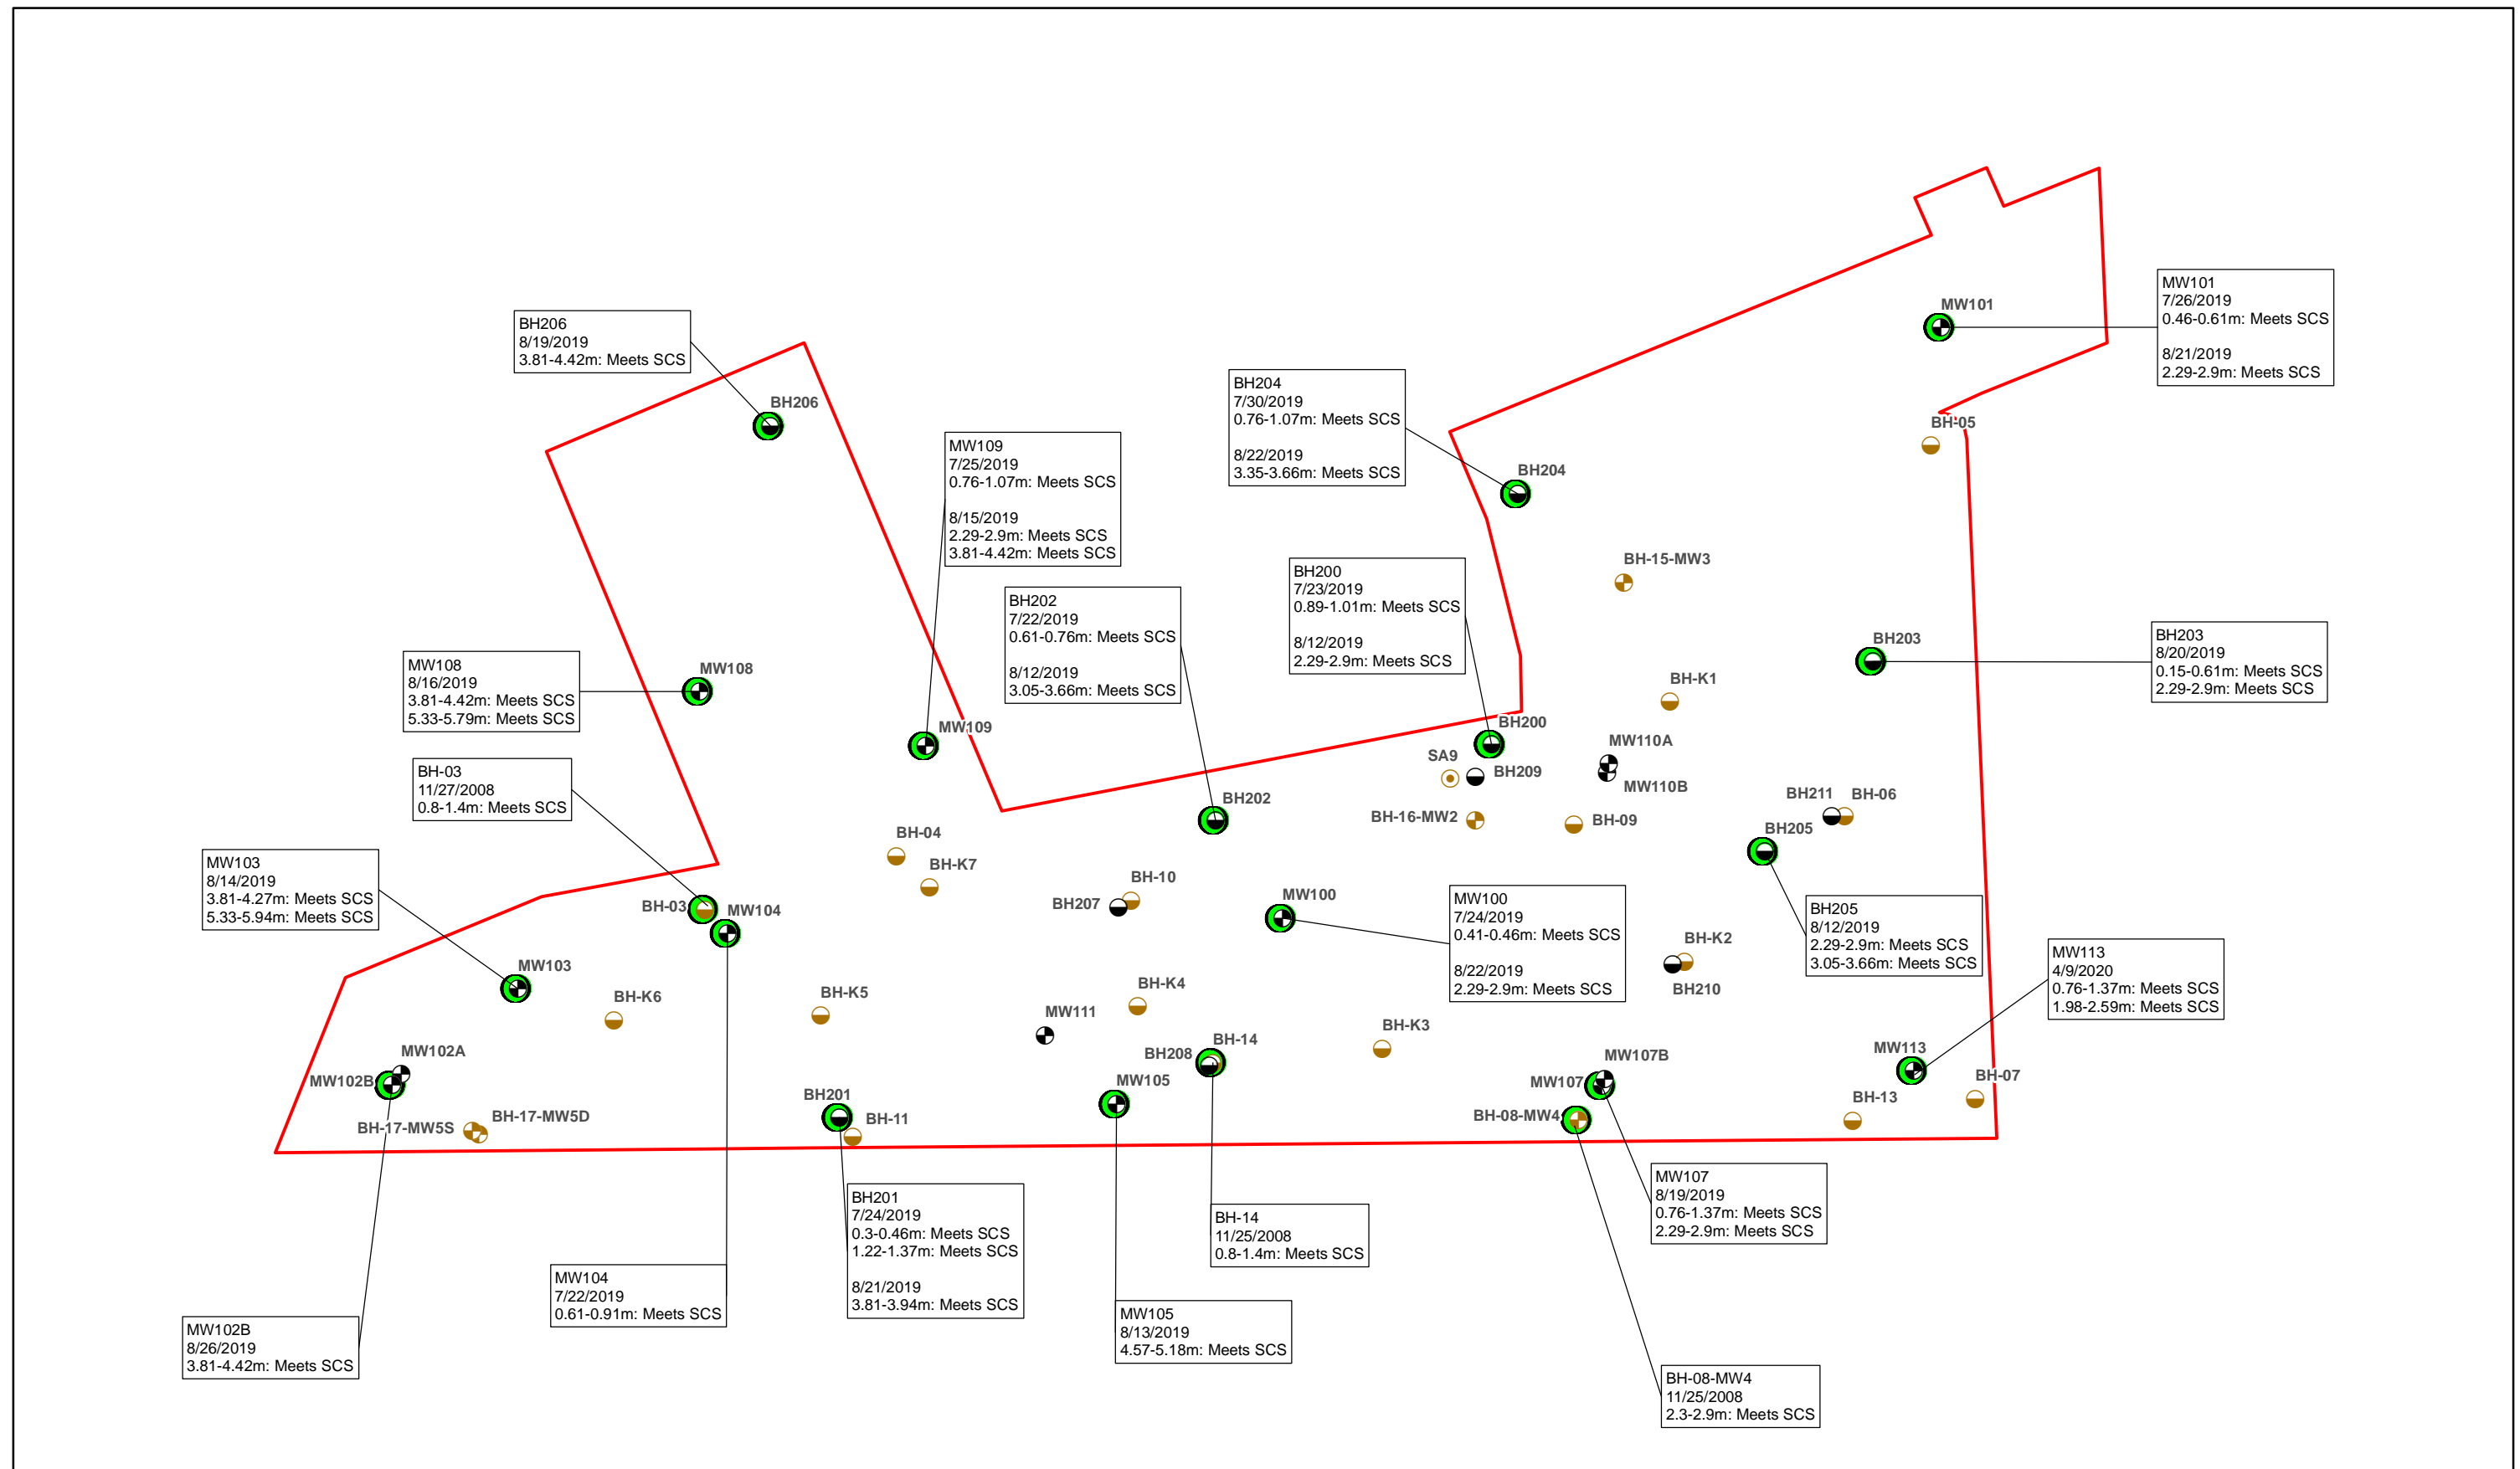 MW101
7/26/2019
0.46-0.61m: Meets SCS
8/21/2019
2.29-2.9m: Meets SCS
MW101
BH206
8/19/2019
3.81-4.42m: Meets SCS
BH206
BH204
7/30/2019
0.76-1.07m: Meets SCS
8/22/2019
3.35-3.66m: Meets SCS
BH204
BH-05
MW109
7/25/2019
0.76-1.07m: Meets SCS
8/15/2019
2.29-2.9m: Meets SCS
3.81-4.42m: Meets SCS
BH200
7/23/2019
0.89-1.01m: Meets SCS
8/12/2019
2.29-2.9m: Meets SCS
BH-15-MW3
BH202
7/22/2019
0.61-0.76m: Meets SCS
8/12/2019
3.05-3.66m: Meets SCS
BH203
BH203
8/20/2019
0.15-0.61m: Meets SCS
2.29-2.9m: Meets SCS
MW108
8/16/2019
3.81-4.42m: Meets SCS
5.33-5.79m: Meets SCS
MW108
BH-K1
MW109
BH200
MW110A
SA9
BH209
MW110B
BH-03
11/27/2008
0.8-1.4m: Meets SCS
BH202
BH-16-MW2
BH-09
BH211
BH-06
BH205
BH-04
BH-K7
MW103
8/14/2019
3.81-4.27m: Meets SCS
5.33-5.94m: Meets SCS
BH-03
MW104
BH207
BH-10
MW100
MW100
7/24/2019
0.41-0.46m: Meets SCS
8/22/2019
2.29-2.9m: Meets SCS
BH205
8/12/2019
2.29-2.9m: Meets SCS
3.05-3.66m: Meets SCS
BH-K2
BH210
MW113
4/9/2020
0.76-1.37m: Meets SCS
1.98-2.59m: Meets SCS
MW103
BH-K6
BH-K5
BH-K4
MW111
BH-K3
BH208
BH-14
MW102A
MW102B
MW105
MW107B
MW107
MW113
BH-07
BH-13
BH201
BH-11
BH-17-MW5S
BH-17-MW5D
BH-08-MW4
MW107
8/19/2019
0.76-1.37m: Meets SCS
2.29-2.9m: Meets SCS
BH201
7/24/2019
0.3-0.46m: Meets SCS
1.22-1.37m: Meets SCS
8/21/2019
3.81-3.94m: Meets SCS
BH-14
11/25/2008
0.8-1.4m: Meets SCS
MW104
7/22/2019
0.61-0.91m: Meets SCS
MW105
8/13/2019
4.57-5.18m: Meets SCS
MW102B
8/26/2019
3.81-4.42m: Meets SCS
BH-08-MW4
11/25/2008
2.3-2.9m: Meets SCS